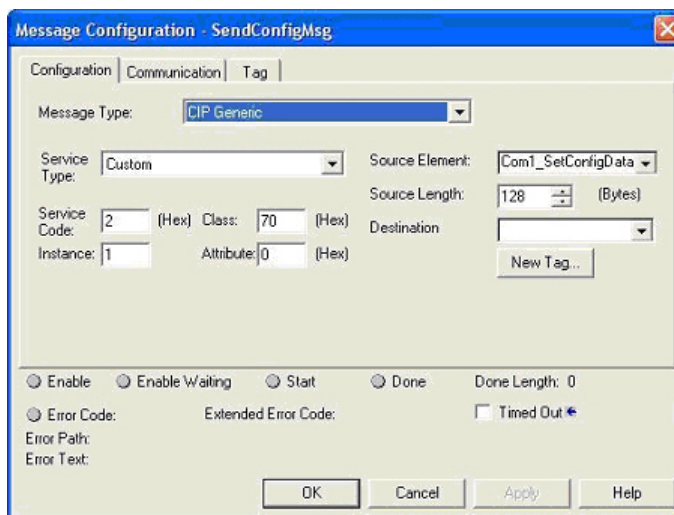 Message Configuration - SendConfigMsg
Configuration Communication Tag
Message Type: CIP Generic
Service Type: Custom
Source Element: Com1_SetConfigData
Source Length: 128 (Bytes)
Service Code: 2 (Hex) Class: 70 (Hex)
Destination
Instance: 1 Attribute: 0 (Hex)
New Tag...
Enable Enable Waiting Start Done Done Length: 0
Error Code: Extended Error Code: Timed Out
Error Path:
Error Text:
OK Cancel Apply Help